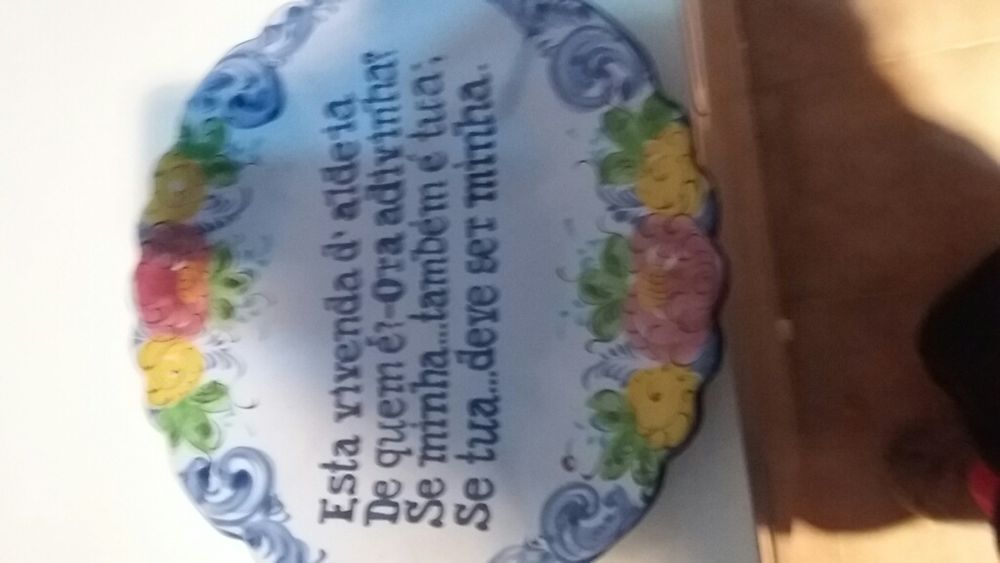 Esta vivenda d'aldeia
De quem é?-Ora adivinha?
Se minha...também é tua;
Se tua...deve ser minha.